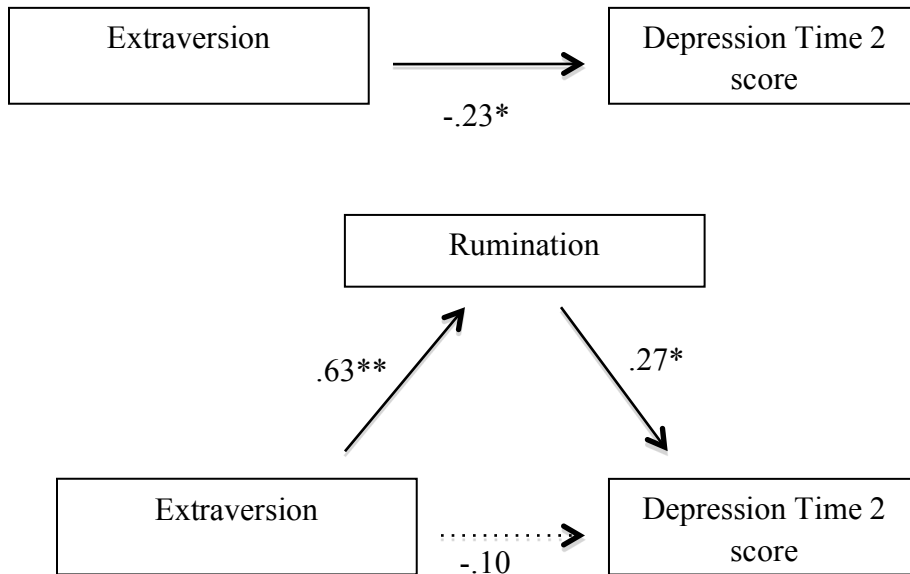 Extraversion
Depression Time 2
score
-.23*
Rumination
.63**
.27*
Extraversion
Depression Time 2
score
-.10